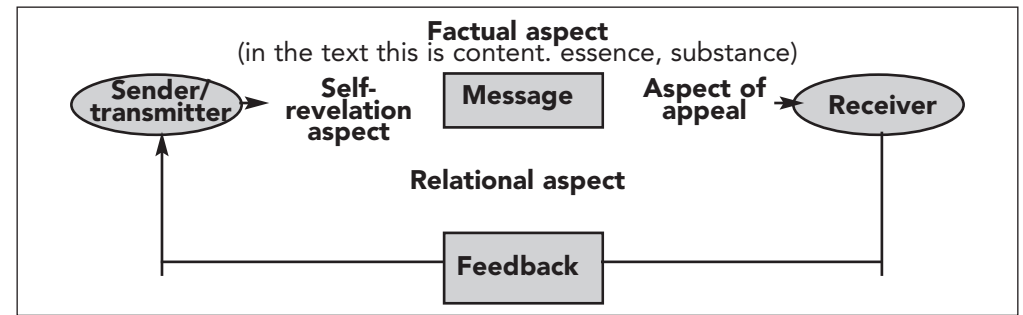 Factual aspect
(in the text this is content. essence, substance)
Sender/
transmitter
Self-
revelation
aspect
Message
Aspect of
appeal
Receiver
Relational aspect
Feedback